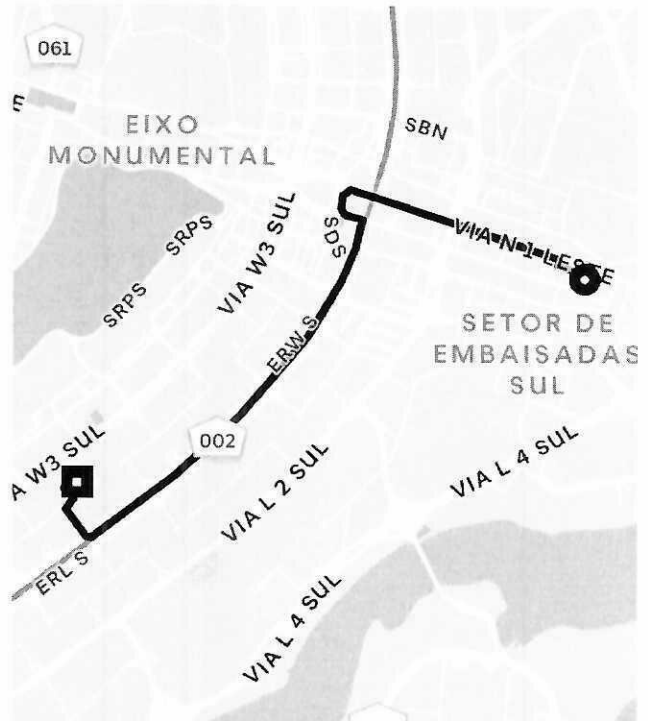 061
E
EIXO
MONUMENTAL
SBN
SRPS
SRPS
VIA W3 SUL
SDS
VIA N 1 LESTE
ERW S
SETOR DE
EMBAISADAS
SUL
002
A W3 SUL
VIA L 2 SUL
VIA L 4 SUL
ERL S
VIA L 4 SUL